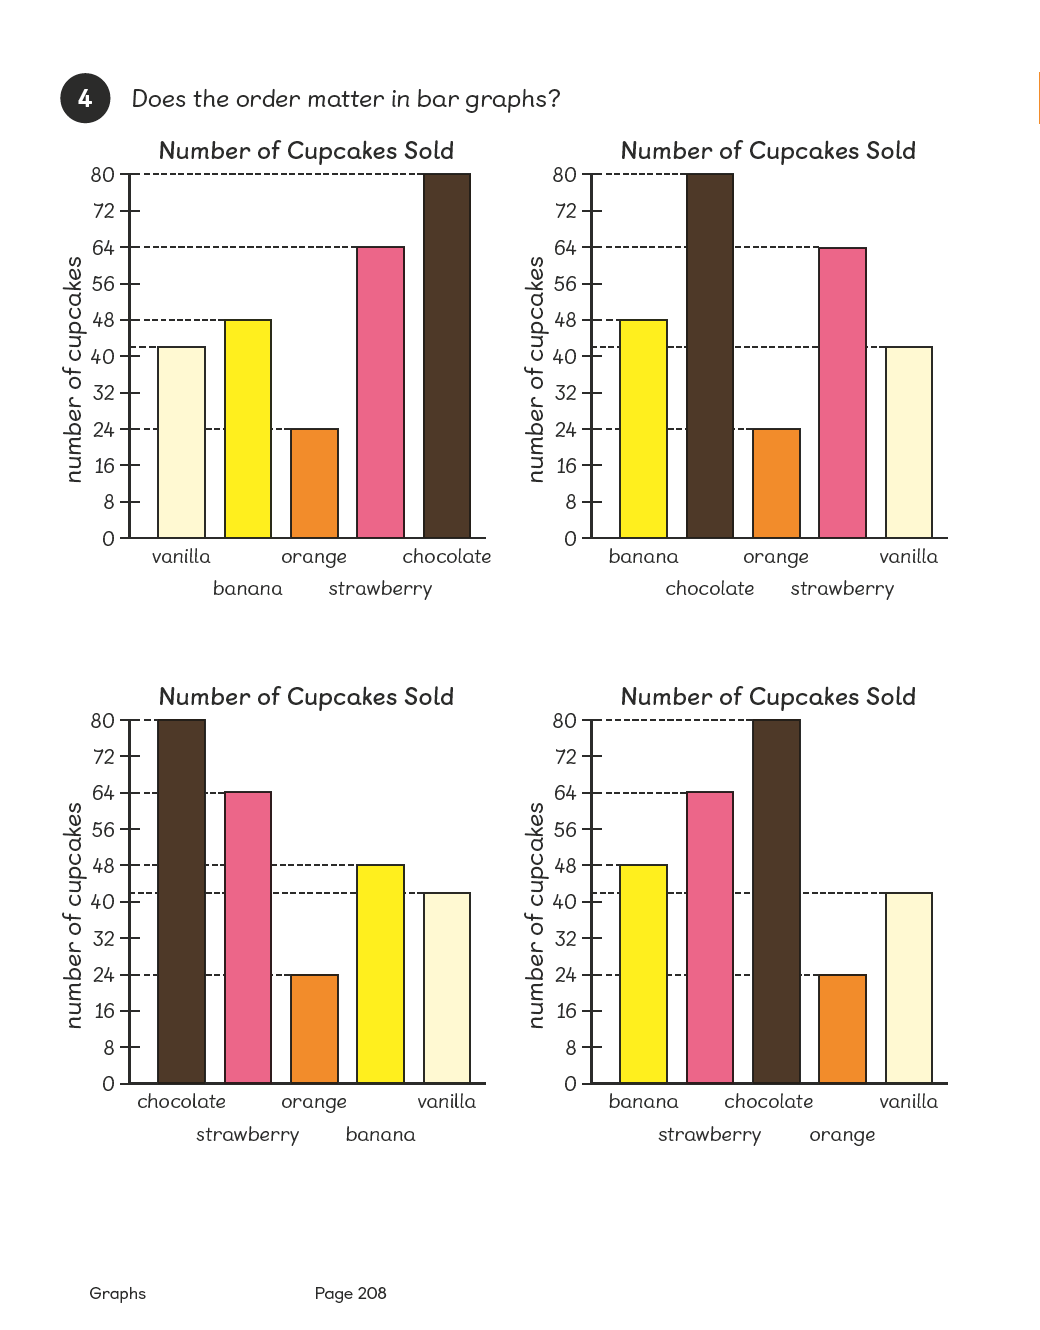 4 Does the order matter in bar graphs?
Number of Cupcakes Sold
number of cupcakes
80
72
64
56
48
40
32
24
16
8
0
vanilla orange chocolate
banana strawberry
Number of Cupcakes Sold
number of cupcakes
80
72
64
56
48
40
32
24
16
8
0
banana orange vanilla
chocolate strawberry
Number of Cupcakes Sold
number of cupcakes
80
72
64
56
48
40
32
24
16
8
0
chocolate orange vanilla
strawberry banana
Number of Cupcakes Sold
number of cupcakes
80
72
64
56
48
40
32
24
16
8
0
banana chocolate vanilla
strawberry orange
Graphs Page 208